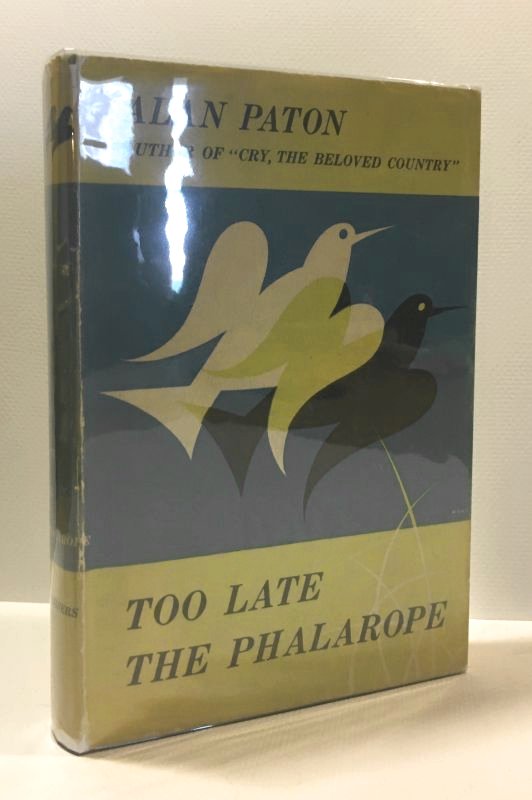 ALAN PATON
AUTHOR OF "CRY, THE BELOVED COUNTRY"
TOO LATE
THE PHALAROPE